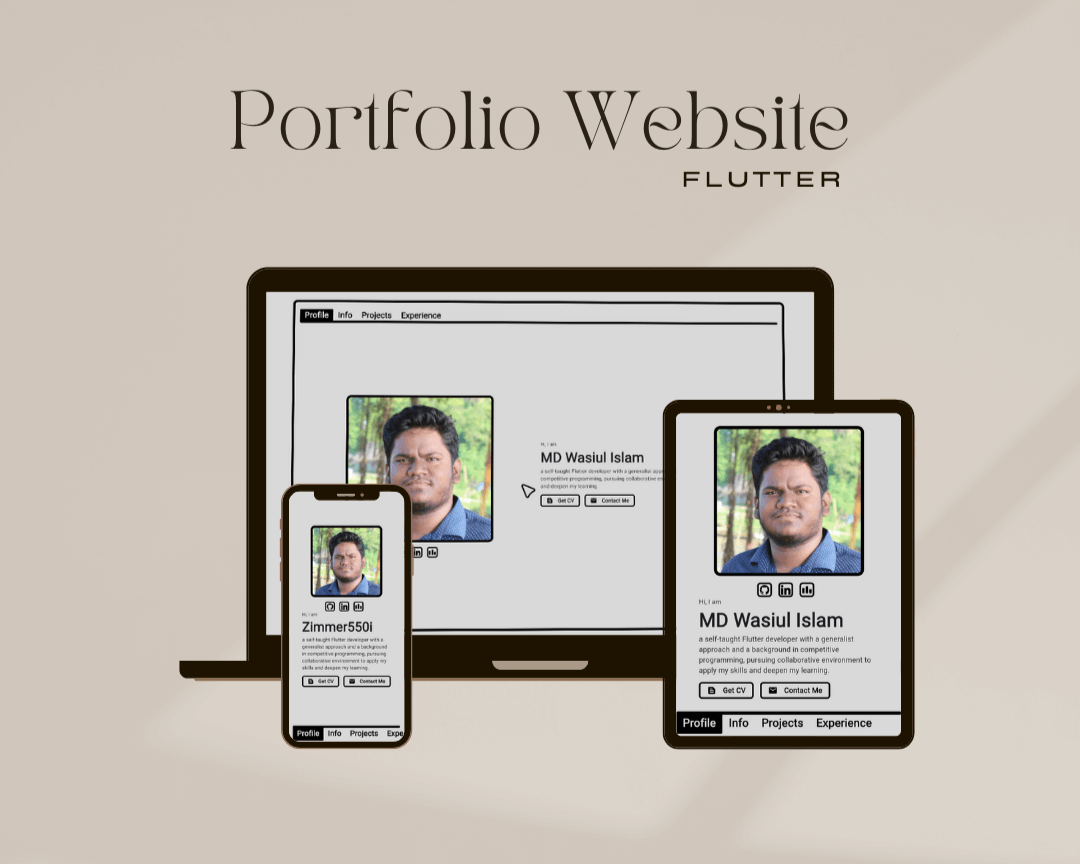 Portfolio Website
FLUTTER
Profile Info Projects Experience
Hi, I am
MD Wasiul Islam
a self-taught Flutter developer with a generalist
competitive programming, pursuing collaborative
and deepen my learning.
Get CV Contact Me
in
in
Hi, I am
Zimmer550i
a self-taught Flutter developer with a
generalist approach and a background
in competitive programming, pursuing
collaborative environment to apply my
skills and deepen my learning.
Get CV Contact Me
Profile Info Projects Expe
in
Hi, I am
MD Wasiul Islam
a self-taught Flutter developer with a generalist
approach and a background in competitive
programming, pursuing collaborative environment to
apply my skills and deepen my learning.
Get CV Contact Me
Profile Info Projects Experience